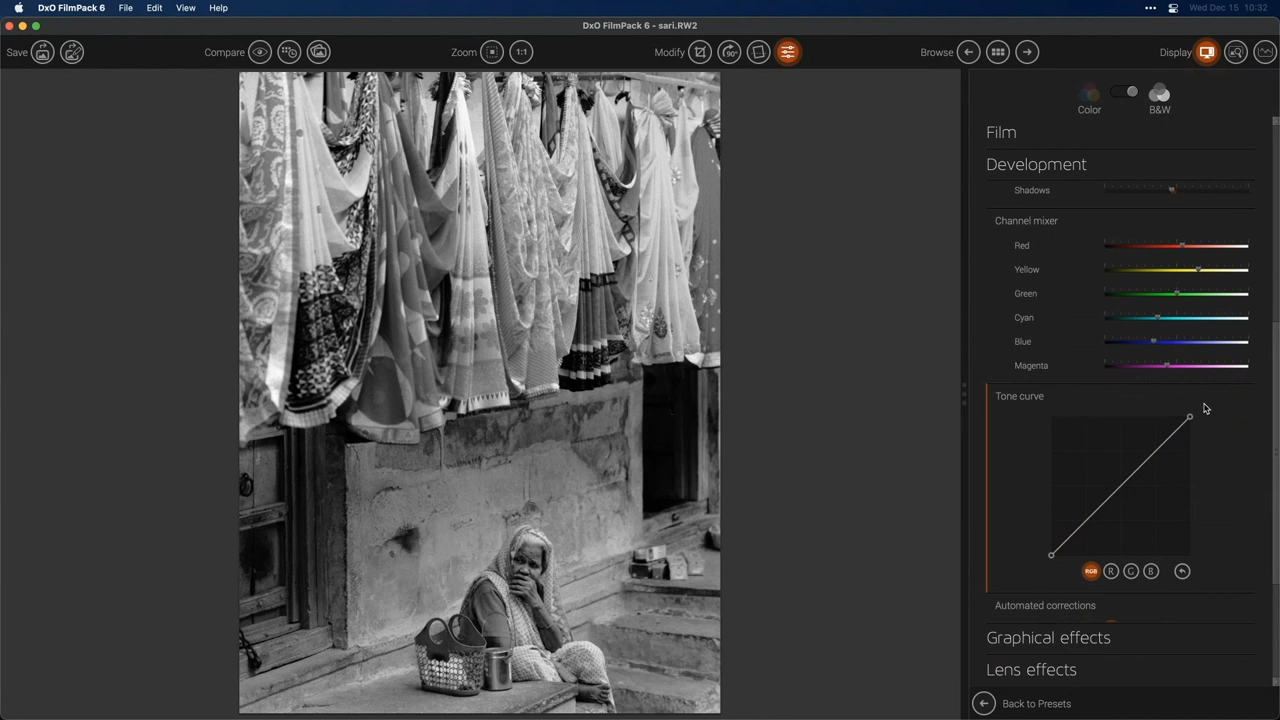 DxO FilmPack 6 File Edit View Help
Wed Dec 15 10:32
DxO FilmPack 6 - sari.RW2
Save Compare Zoom 1:1 Modify 90° Browse Display
Color B&W
Film
Development
Shadows
Channel mixer
Red
Yellow
Green
Cyan
Blue
Magenta
Tone curve
RGB R G B
Automated corrections
Graphical effects
Lens effects
Back to Presets